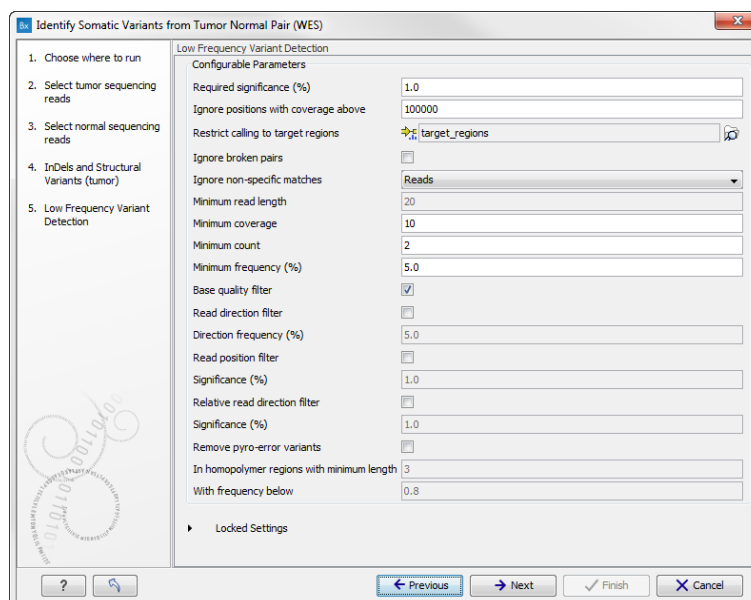 Bx Identify Somatic Variants from Tumor Normal Pair (WES)
1. Choose where to run
2. Select tumor sequencing
reads
3. Select normal sequencing
reads
4. InDels and Structural
Variants (tumor)
5. Low Frequency Variant
Detection
Low Frequency Variant Detection
Configurable Parameters
Required significance (%) 1.0
Ignore positions with coverage above 100000
Restrict calling to target regions target_regions
Ignore broken pairs
Ignore non-specific matches Reads
Minimum read length 20
Minimum coverage 10
Minimum count 2
Minimum frequency (%) 5.0
Base quality filter
Read direction filter
Direction frequency (%) 5.0
Read position filter
Significance (%) 1.0
Relative read direction filter
Significance (%) 1.0
Remove pyro-error variants
In homopolymer regions with minimum length 3
With frequency below 0.8
Locked Settings
? Previous Next Finish Cancel